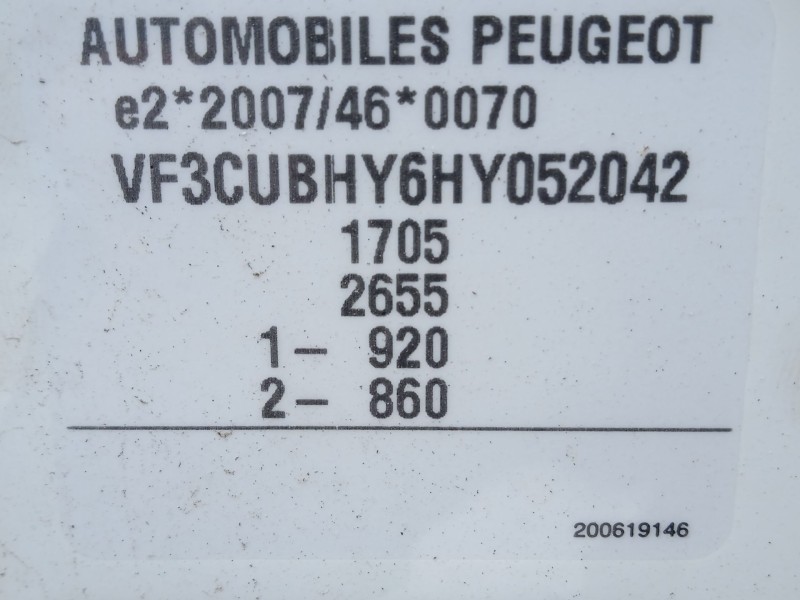 AUTOMOBILES PEUGEOT
e2*2007/46*0070
VF3CUBHY6HY052042
1705
2655
1- 920
2- 860
200619146